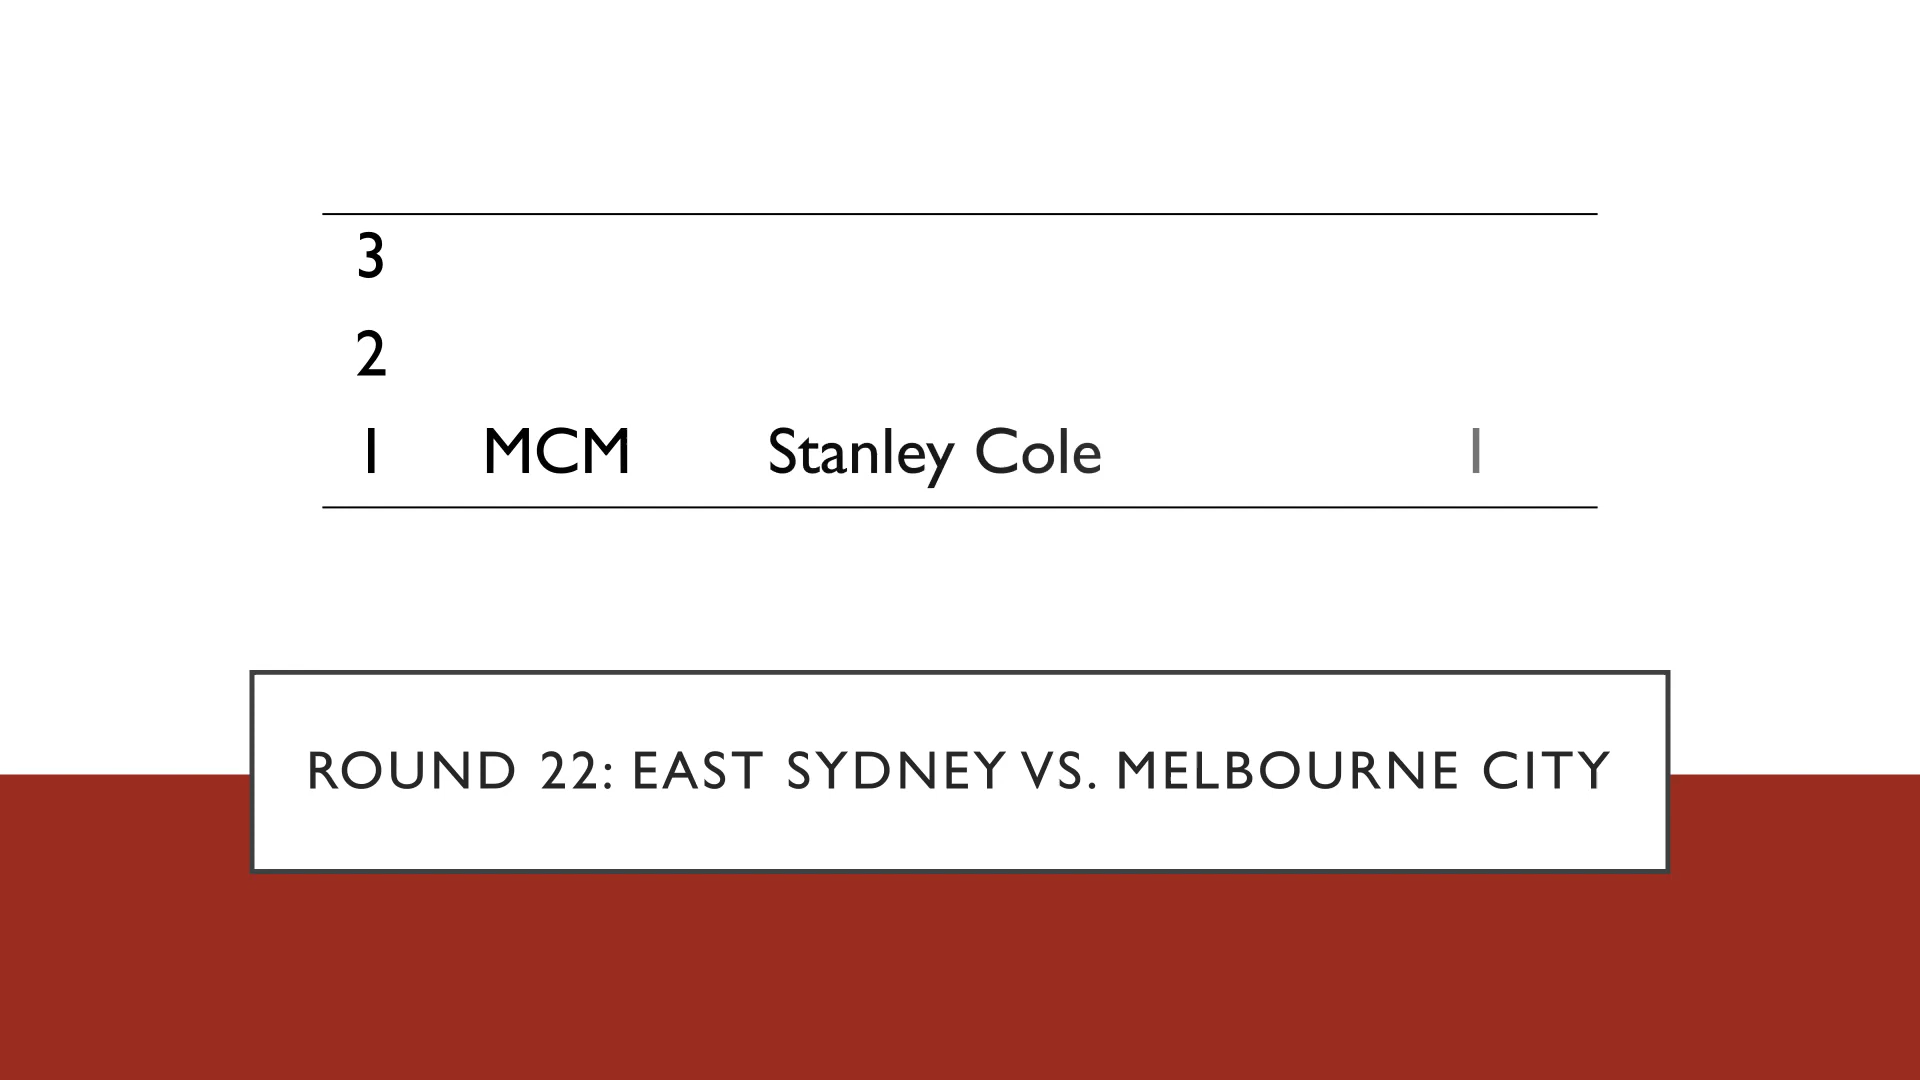 3
2
1 MCM Stanley Cole 1
ROUND 22: EAST SYDNEY VS. MELBOURNE CITY